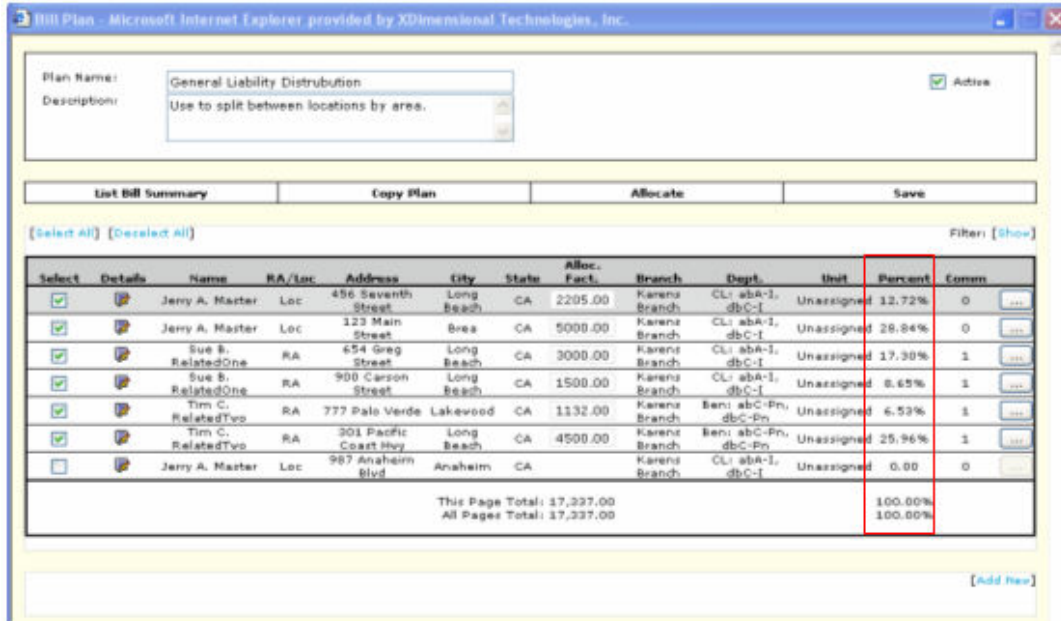 Bill Plan - Microsoft Internet Explorer provided by XDimensional Technologies, Inc.
Plan Name: General Liability Distrubution Active
Description: Use to split between locations by area.
List Bill Summary Copy Plan Allocate Save
[Select All] [Deselect All] Filter: [Show]
Select Details Name RA/Loc Address City State Alloc. Fact. Branch Dept. Unit Percent Comm
Jerry A. Master Loc 456 Seventh Street Long Beach CA 2205.00 Karens Branch CL: abA-I, dbC-I Unassigned 12.72% 0 ...
Jerry A. Master Loc 123 Main Street Brea CA 5000.00 Karens Branch CL: abA-I, dbC-I Unassigned 28.84% 0 ...
Sue B. RelatedOne RA 654 Greg Street Long Beach CA 3000.00 Karens Branch CL: abA-I, dbC-I Unassigned 17.30% 1 ...
Sue B. RelatedOne RA 900 Carson Street Long Beach CA 1500.00 Karens Branch CL: abA-I, dbC-I Unassigned 8.65% 1 ...
Tim C. RelatedTwo RA 777 Palo Verde Lakewood CA 1132.00 Karens Branch Ben: abC-Pn, dbC-Pn Unassigned 6.53% 1 ...
Tim C. RelatedTwo RA 301 Pacific Coast Hwy Long Beach CA 4500.00 Karens Branch Ben: abC-Pn, dbC-Pn Unassigned 25.96% 1 ...
Jerry A. Master Loc 987 Anaheim Blvd Anaheim CA Karens Branch CL: abA-I, dbC-I Unassigned 0.00 0 ...
This Page Total: 17,337.00 100.00%
All Pages Total: 17,337.00 100.00%
[Add New]